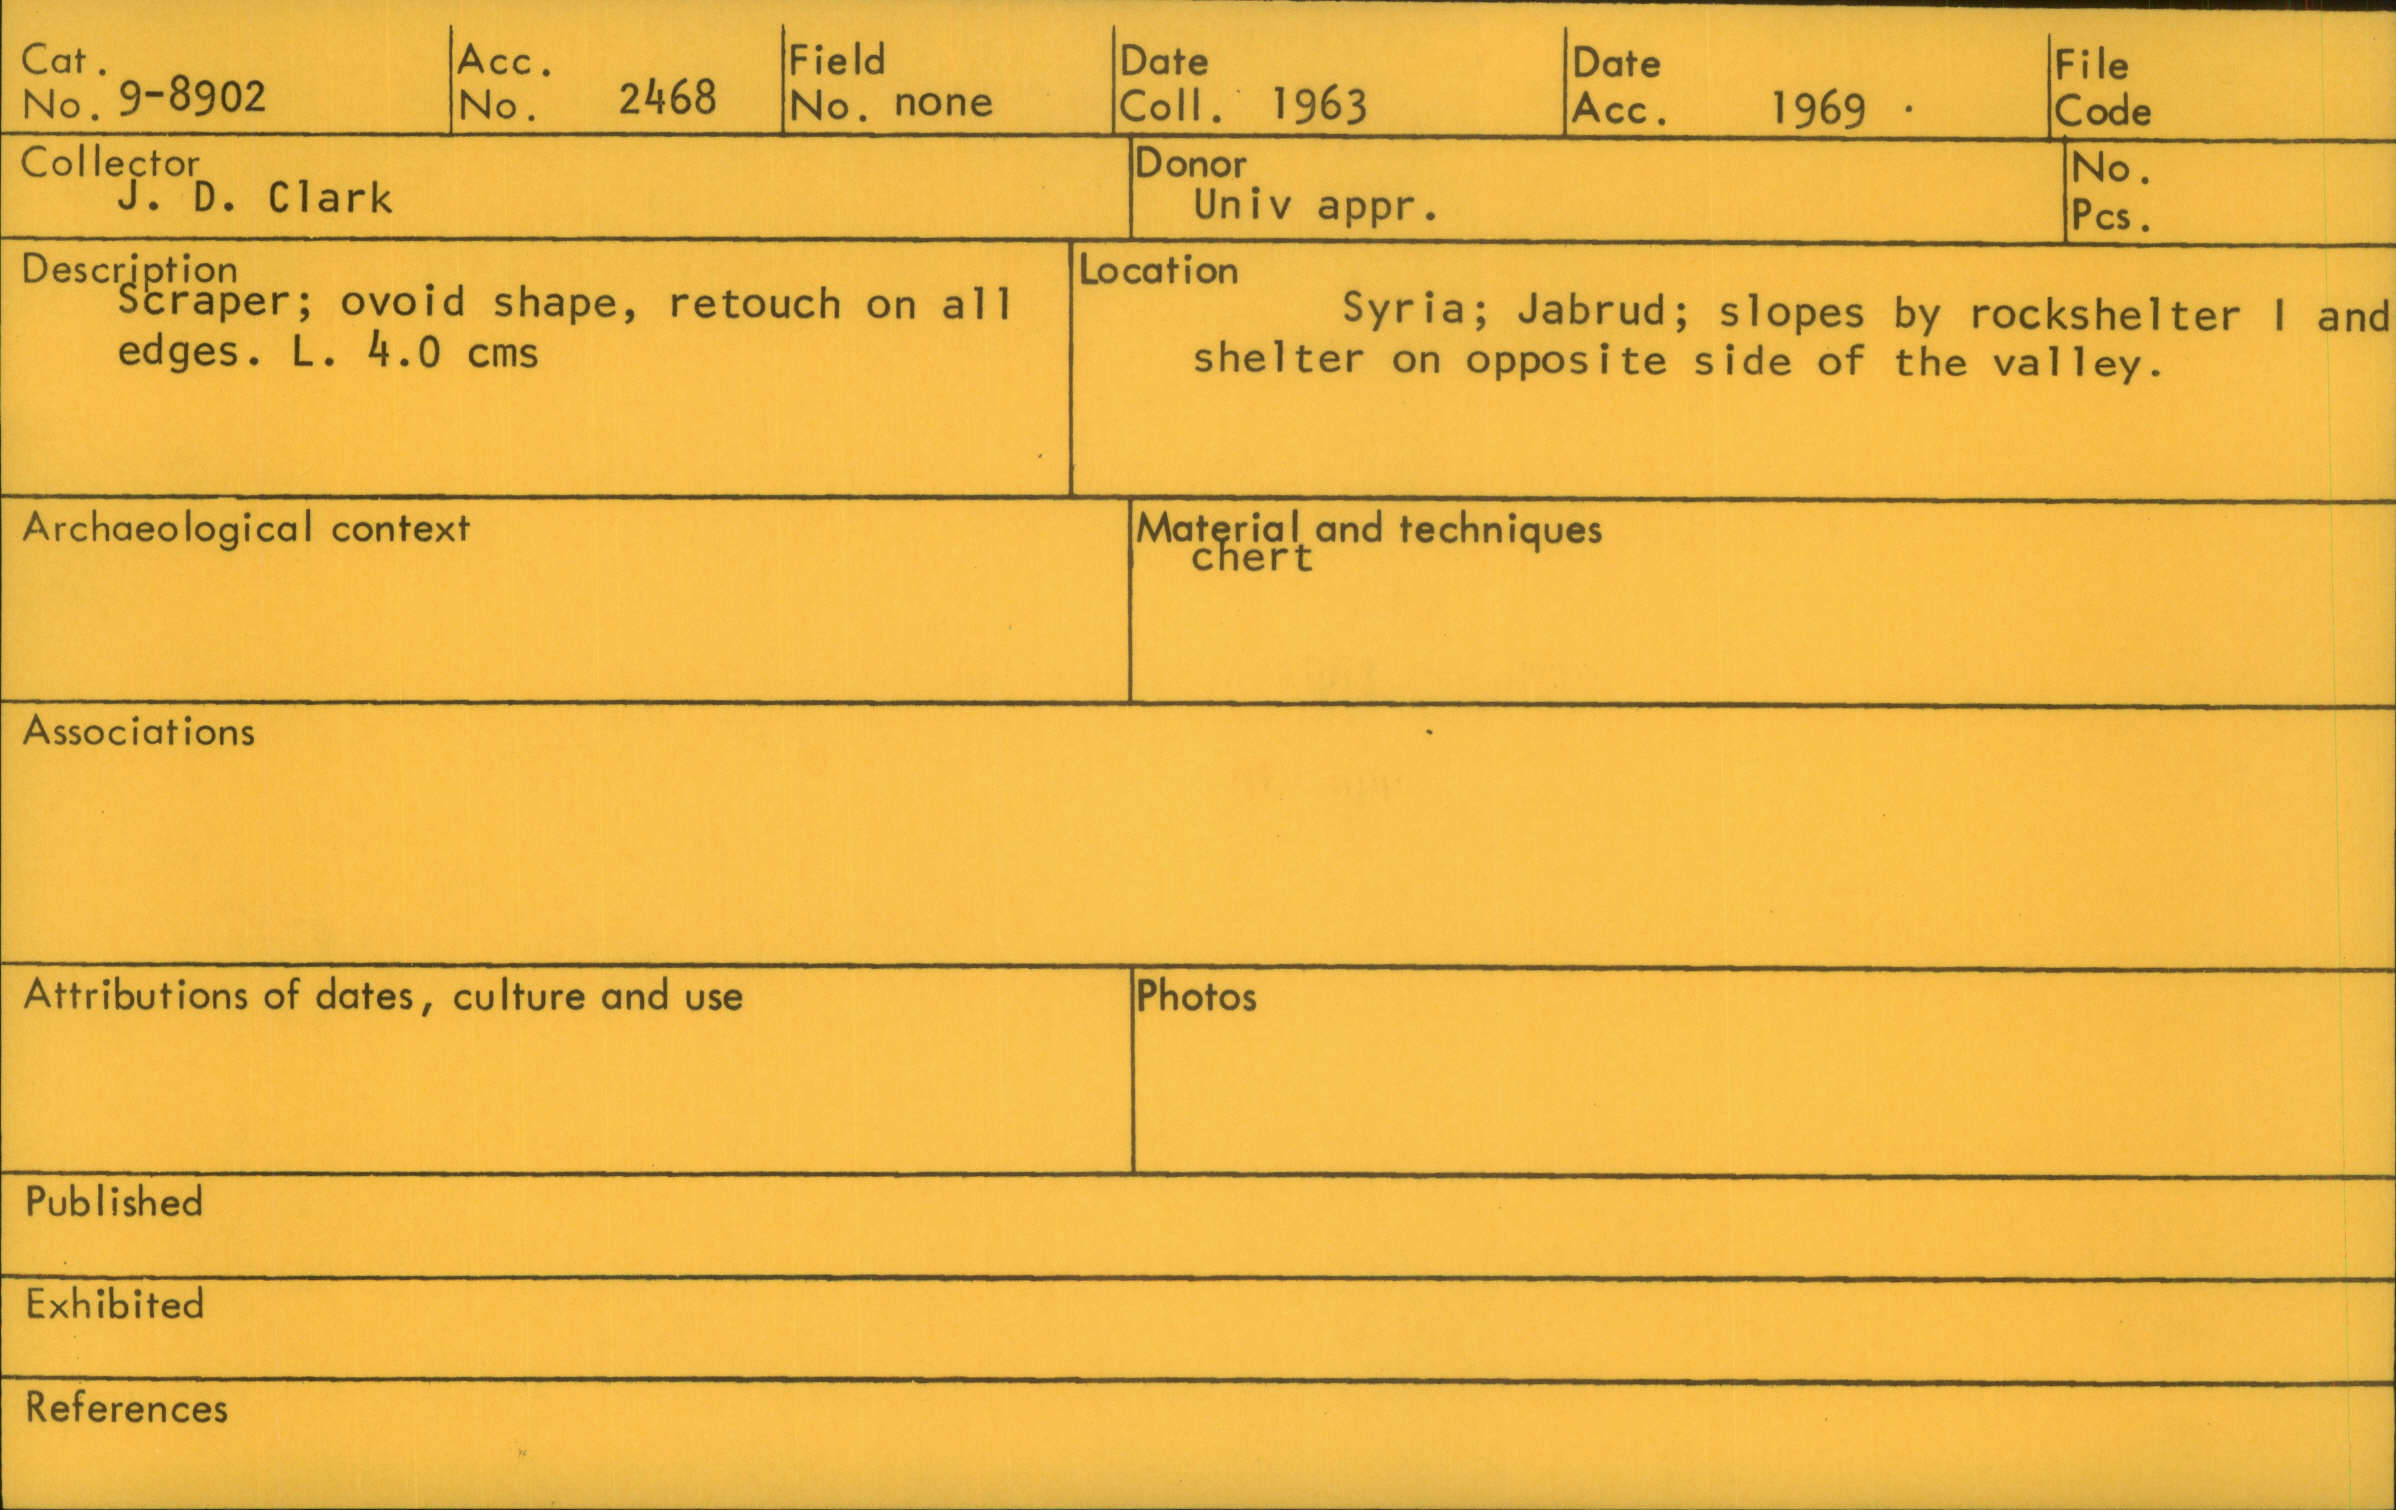 Cat. No. 9-8902
Acc. No. 2468
Field No. none
Date Coll. 1963
Date Acc. 1969
File Code
Collector
J. D. Clark
Donor
Univ appr.
No. Pcs.
Description
Scraper; ovoid shape, retouch on all
edges. L. 4.0 cms
Location
Syria; Jabrud; slopes by rockshelter I and
shelter on opposite side of the valley.
Archaeological context
Material and techniques
chert
Associations
Attributions of dates, culture and use
Photos
Published
Exhibited
References